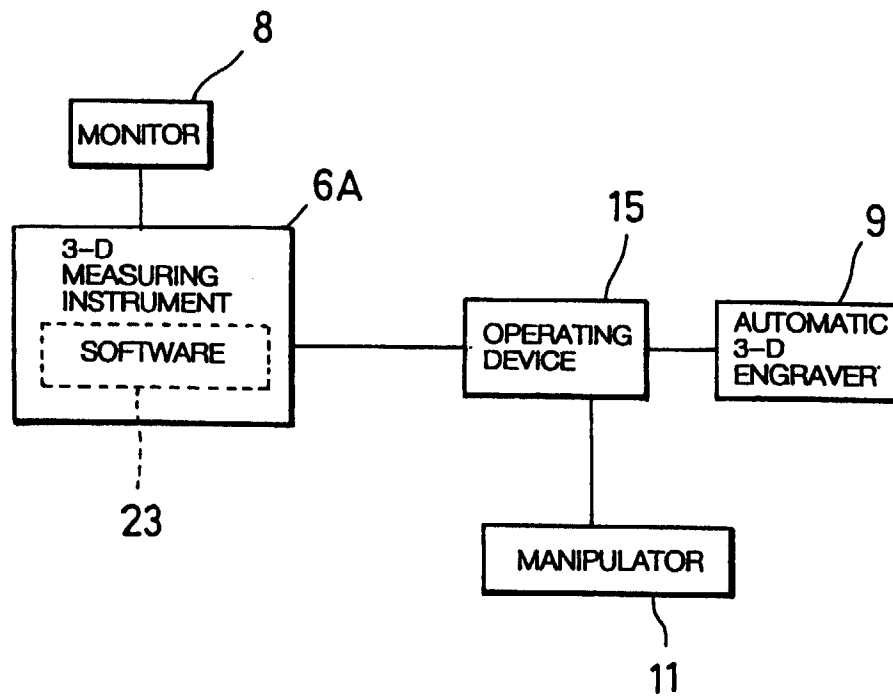 8
MONITOR
6A
3-D
MEASURING
INSTRUMENT
SOFTWARE
23
15
OPERATING
DEVICE
9
AUTOMATIC
3-D
ENGRAVER
MANIPULATOR
11